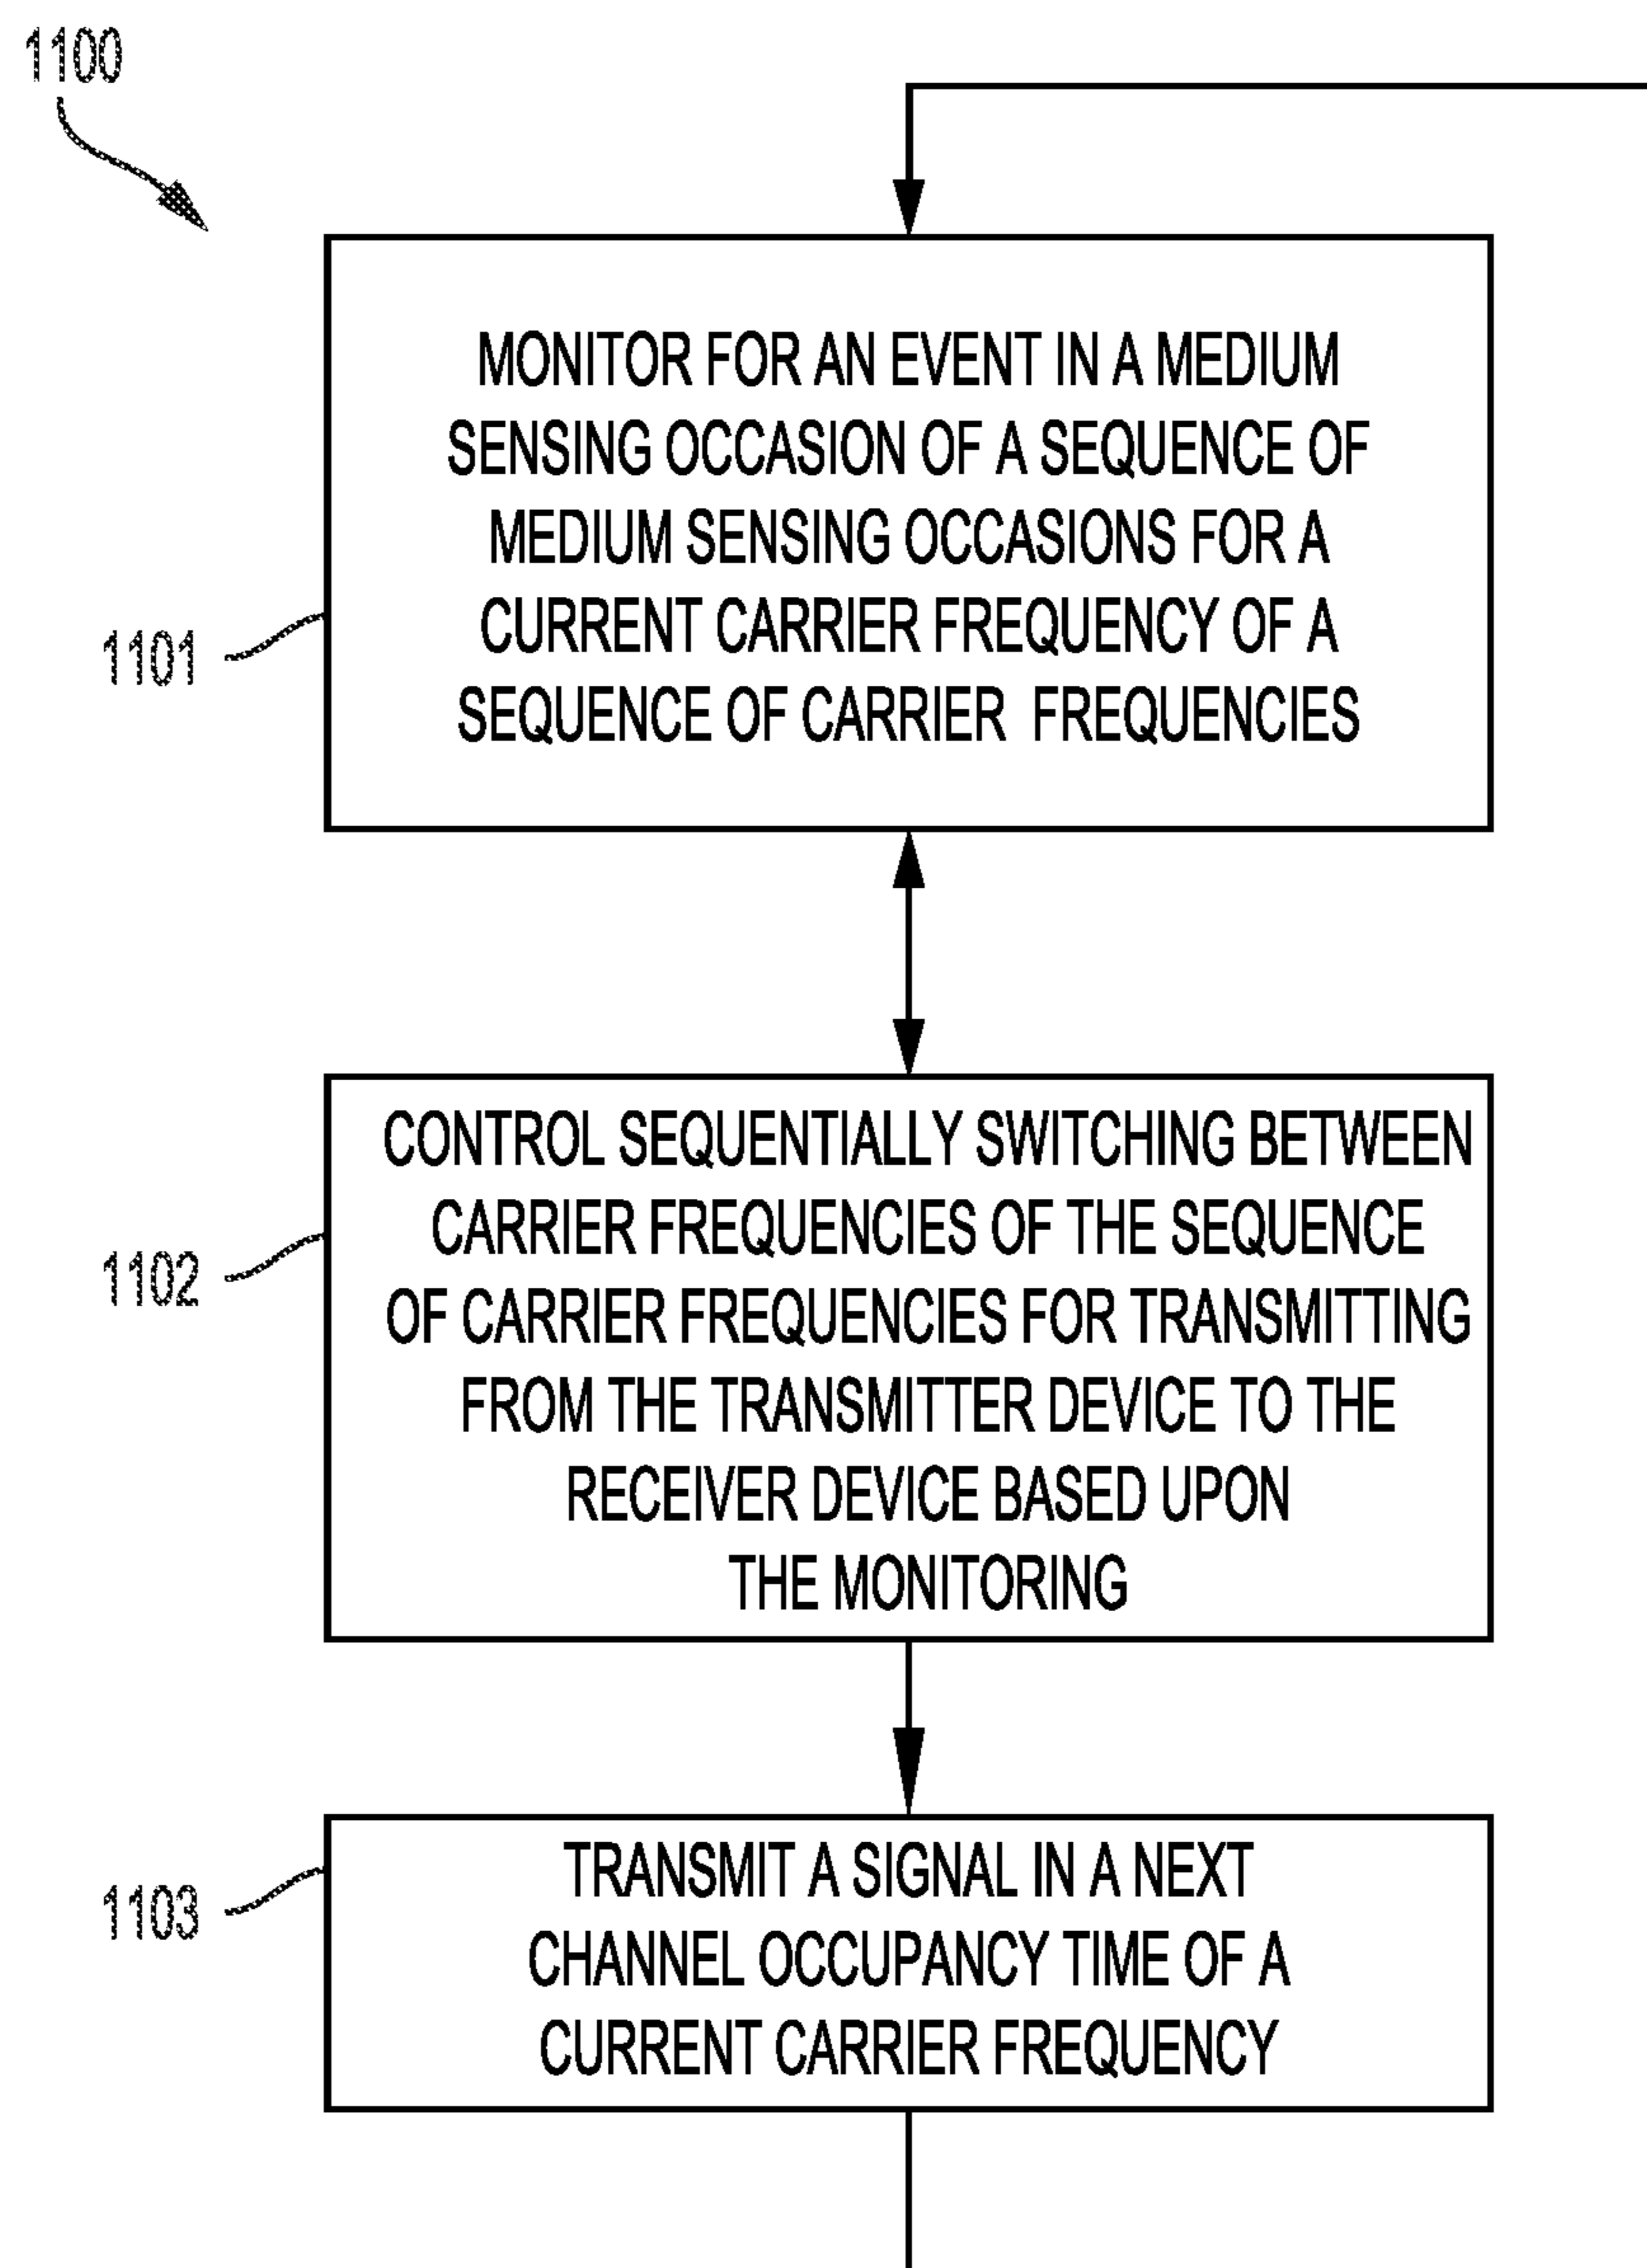 1100
MONITOR FOR AN EVENT IN A MEDIUM
SENSING OCCASION OF A SEQUENCE OF
MEDIUM SENSING OCCASIONS FOR A
CURRENT CARRIER FREQUENCY OF A
SEQUENCE OF CARRIER FREQUENCIES
1101
CONTROL SEQUENTIALLY SWITCHING BETWEEN
CARRIER FREQUENCIES OF THE SEQUENCE
OF CARRIER FREQUENCIES FOR TRANSMITTING
FROM THE TRANSMITTER DEVICE TO THE
RECEIVER DEVICE BASED UPON
THE MONITORING
1102
TRANSMIT A SIGNAL IN A NEXT
CHANNEL OCCUPANCY TIME OF A
CURRENT CARRIER FREQUENCY
1103